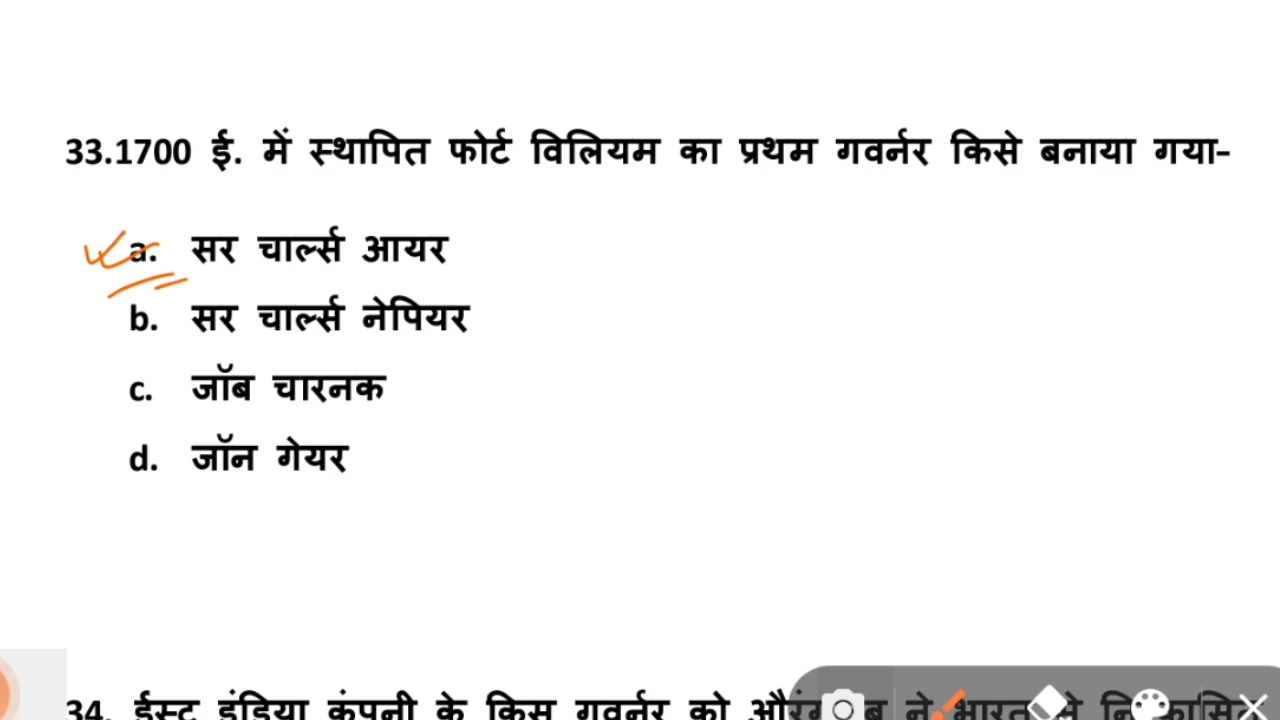 33.1700 ई. में स्थापित फोर्ट विलियम का प्रथम गवर्नर किसे बनाया गया-
a. सर चार्ल्स आयर
b. सर चार्ल्स नेपियर
c. जॉब चारनक
d. जॉन गेयर
34. ईस्ट इंडिया कंपनी के किस गवर्नर को ने भारत